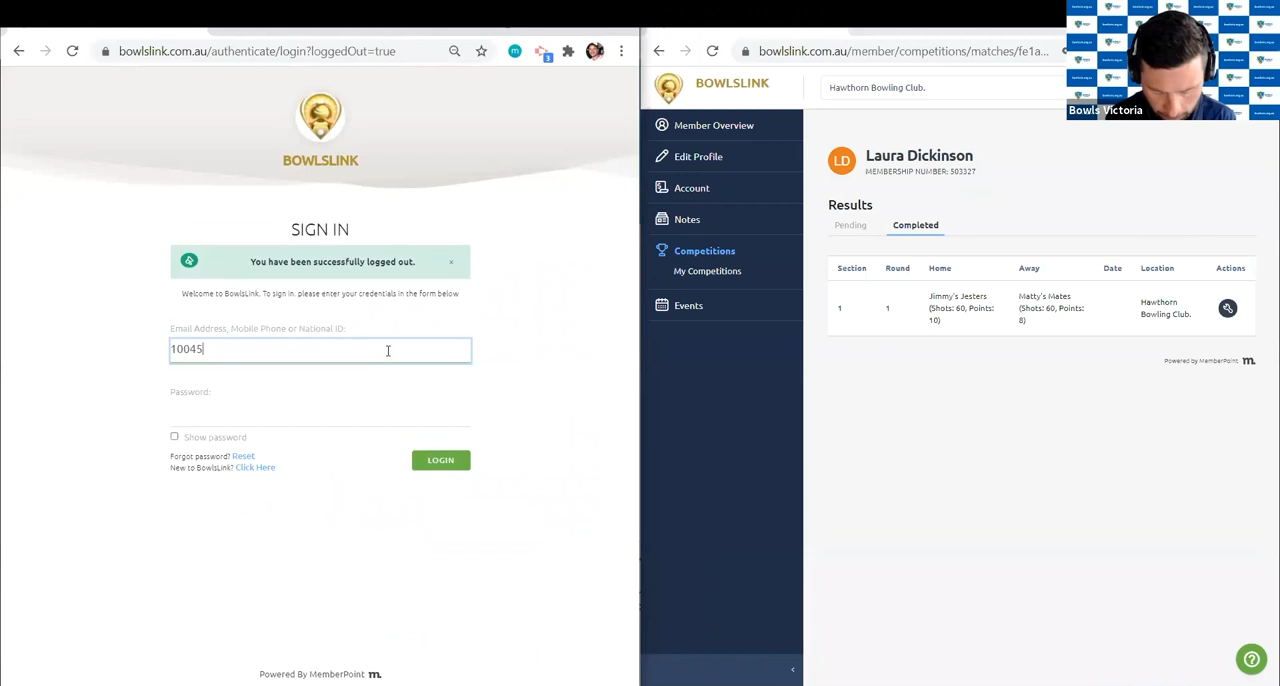 bowlslink.com.au/authenticate/login?loggedOut=true
m
3
BOWLSLINK
SIGN IN
You have been successfully logged out.
×
Welcome to BowlsLink. To sign in, please enter your credentials in the form below
Email Address, Mobile Phone or National ID:
10045
Password:
Show password
Forgot password? Reset
New to BowlsLink? Click Here
LOGIN
Powered By MemberPoint m.
bowlslink.com.au/member/competitions/matches/fe1a...
BOWLSLINK
Hawthorn Bowling Club.
Bowls Victoria
Member Overview
Edit Profile
Account
Notes
Competitions
My Competitions
Events
LD
Laura Dickinson
MEMBERSHIP NUMBER: 503327
Results
Pending Completed
Section Round Home Away Date Location Actions
1 1 Jimmy's Jesters (Shots: 60, Points: 10) Matty's Mates (Shots: 60, Points: 8) Hawthorn Bowling Club.
Powered by MemberPoint m.